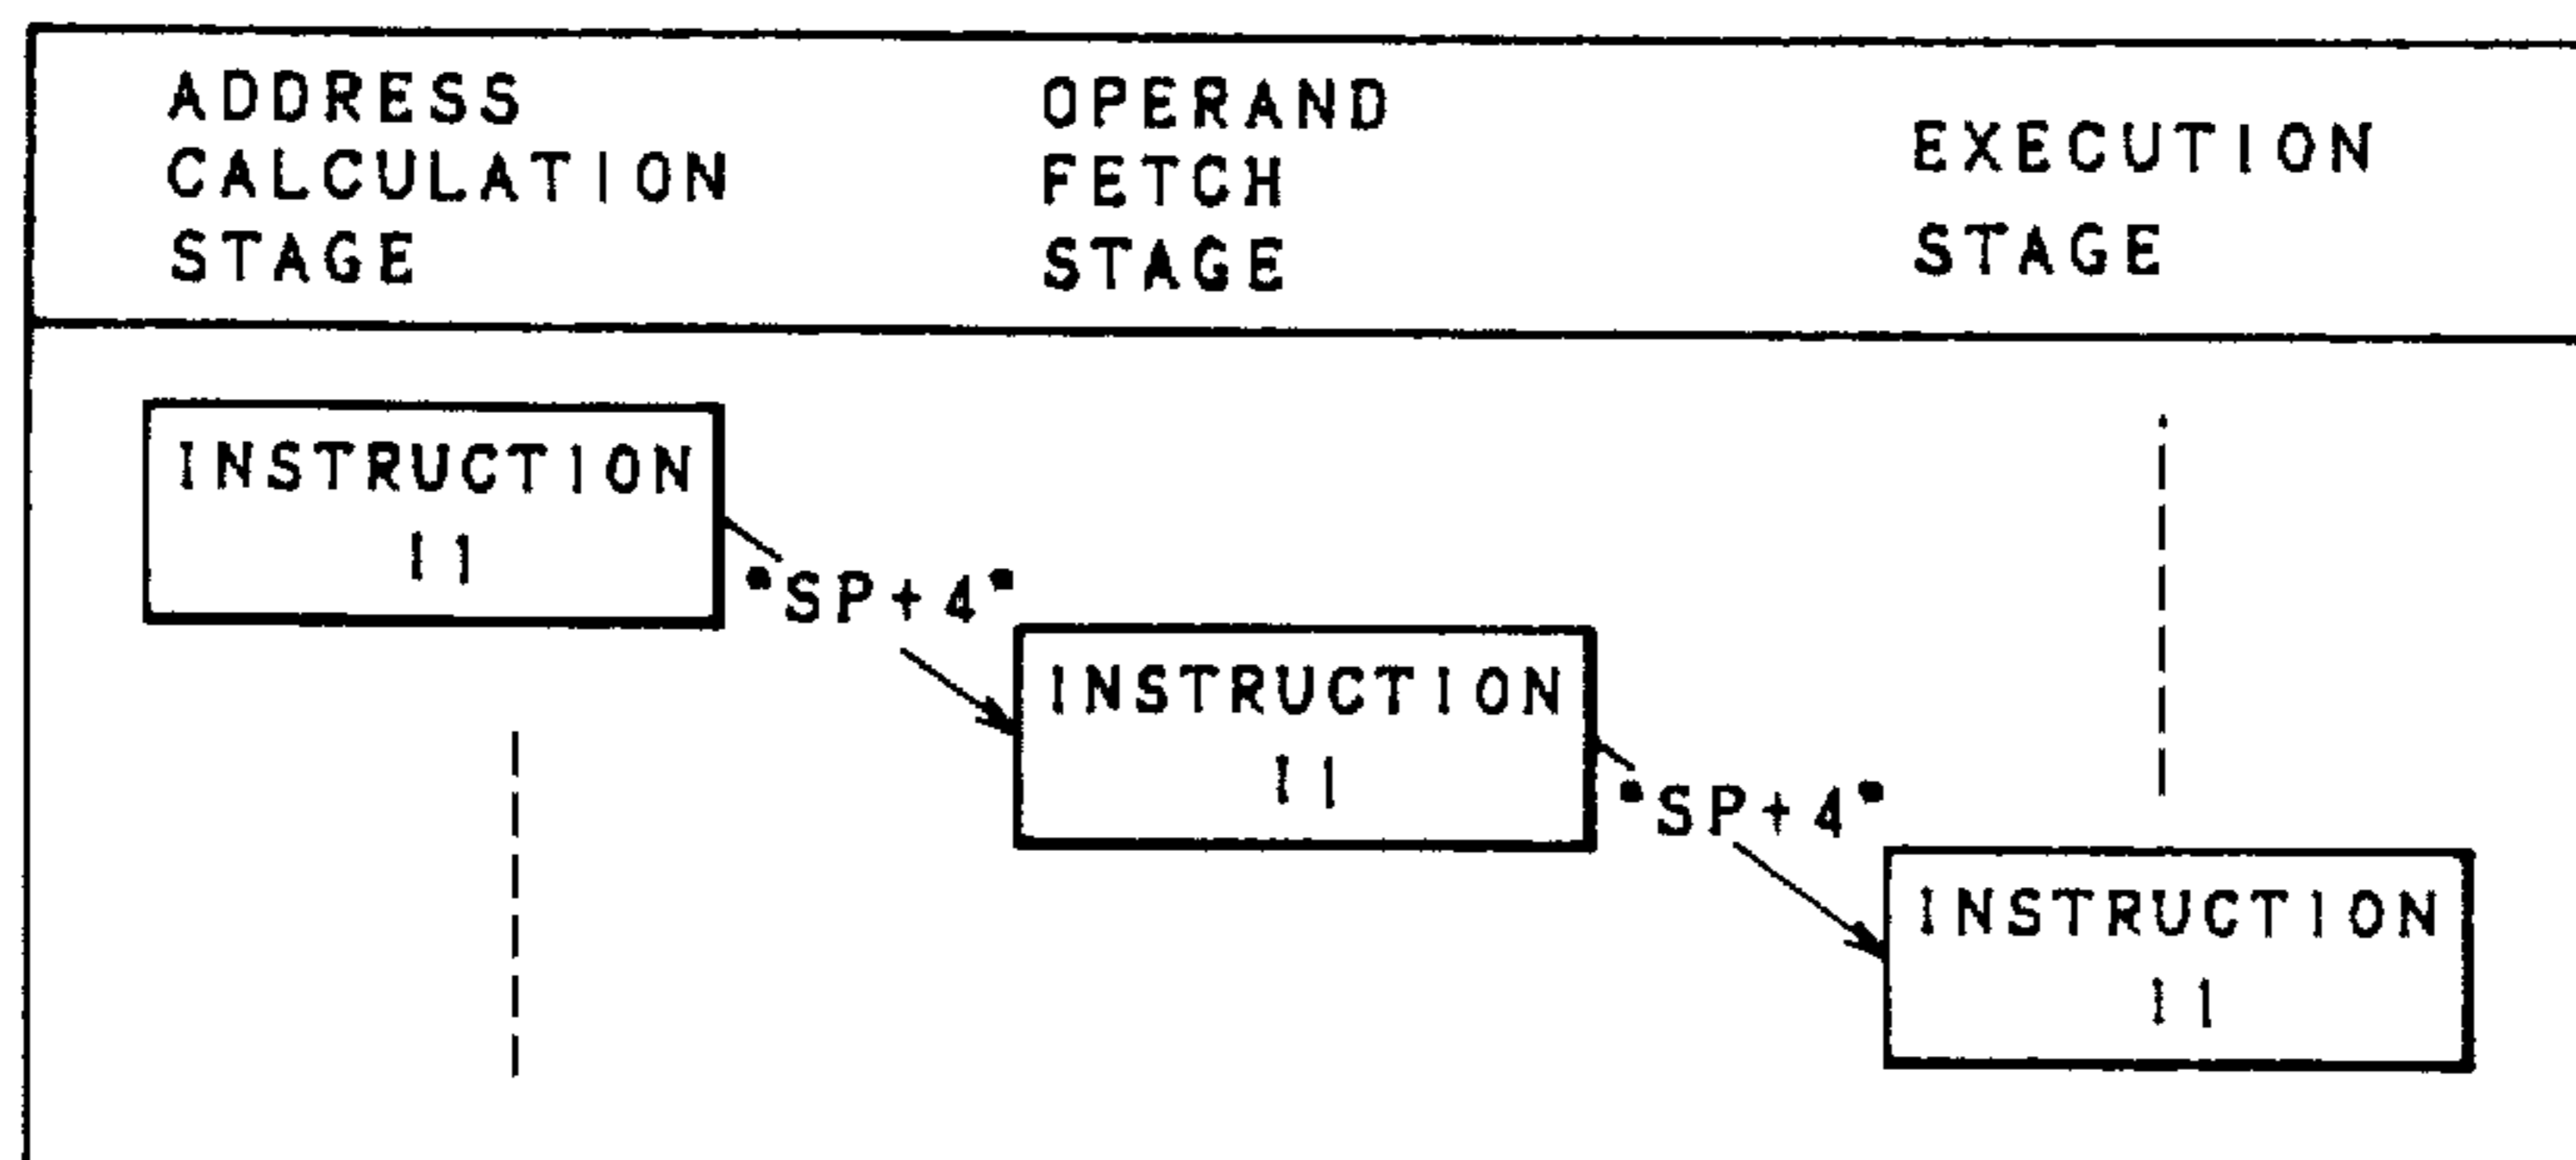 ADDRESS
CALCULATION
STAGE
OPERAND
FETCH
STAGE
EXECUTION
STAGE
INSTRUCTION
I1
"SP+4"
INSTRUCTION
I1
"SP+4"
INSTRUCTION
I1